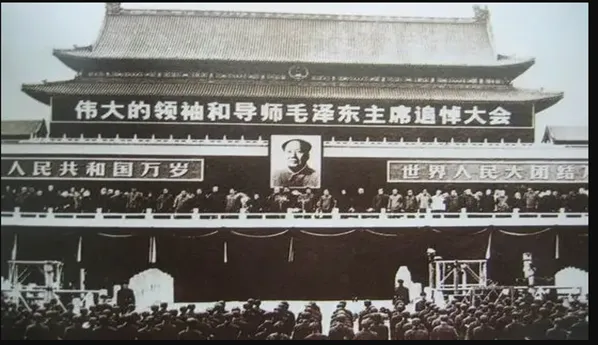 伟大的领袖和导师毛泽东主席追悼大会
人民共和国万岁
世界人民大团结万